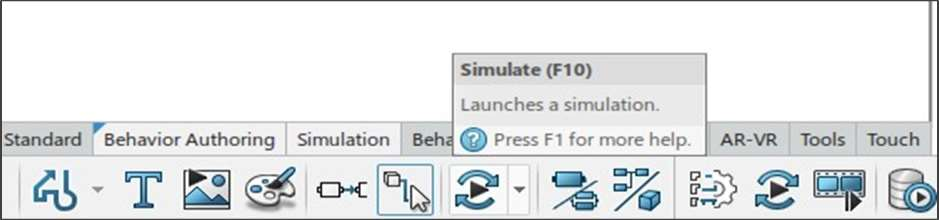 Simulate (F10)
Launches a simulation.
Press F1 for more help.
Standard Behavior Authoring Simulation AR-VR Tools Touch